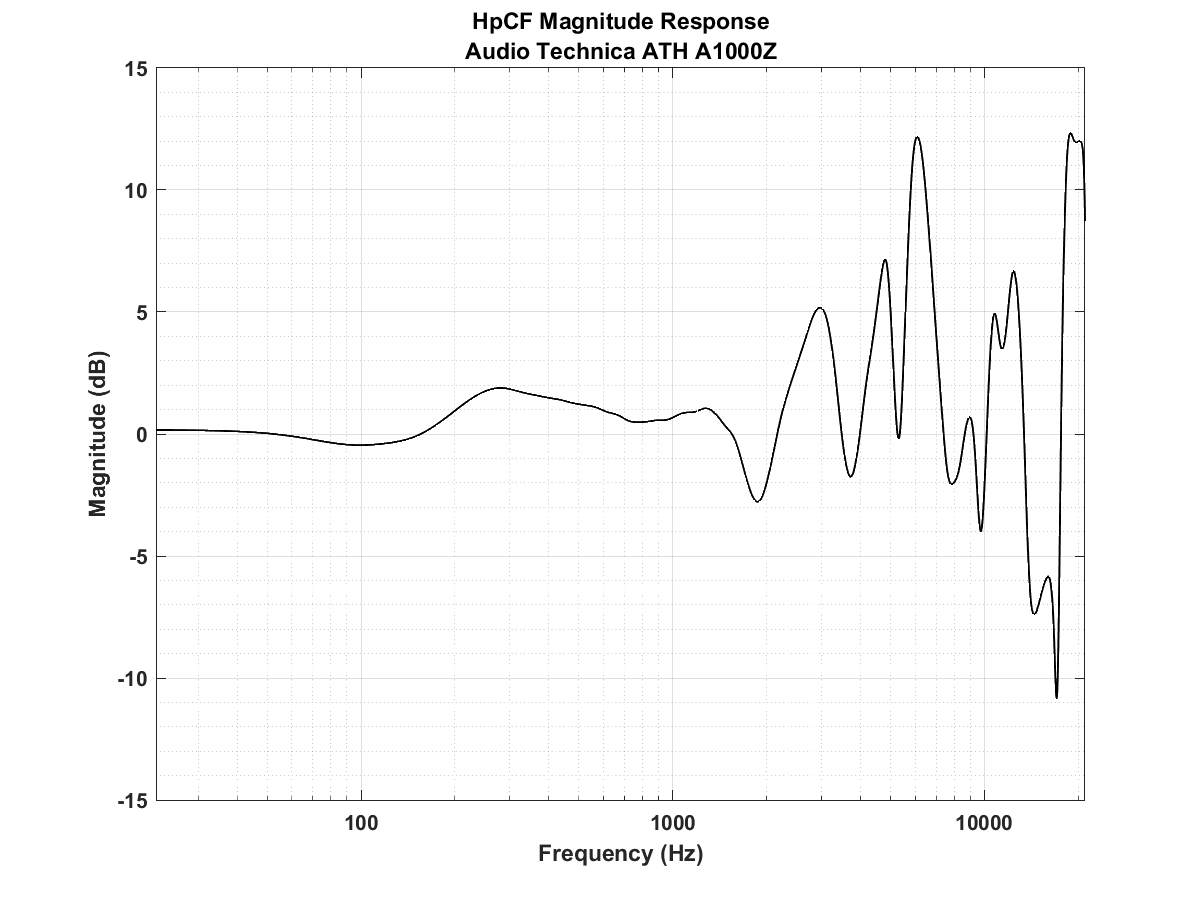 HpCF Magnitude Response
Audio Technica ATH A1000Z
15
10
5
0
-5
-10
-15
Magnitude (dB)
100
1000
10000
Frequency (Hz)